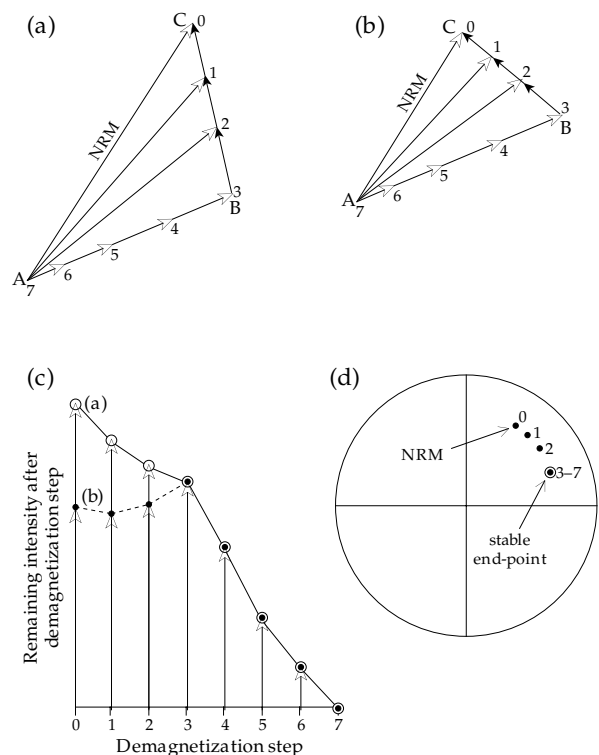 (a)
C 0
1
NRM
2
3
B
4
5
6
A
7
(b)
C 0
1
2
NRM
3
B
4
5
6
A
7
(c)
(a)
(b)
Remaining intensity after
demagnetization step
0 1 2 3 4 5 6 7
Demagnetization step
(d)
0
1
2
NRM
3–7
stable
end-point